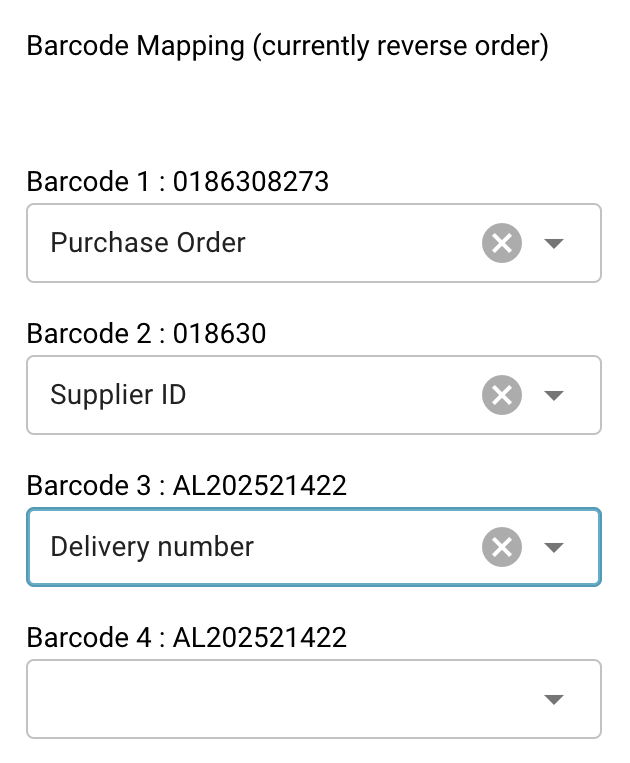 Barcode Mapping (currently reverse order)
Barcode 1 : 0186308273
Purchase Order
Barcode 2 : 018630
Supplier ID
Barcode 3 : AL202521422
Delivery number
Barcode 4 : AL202521422